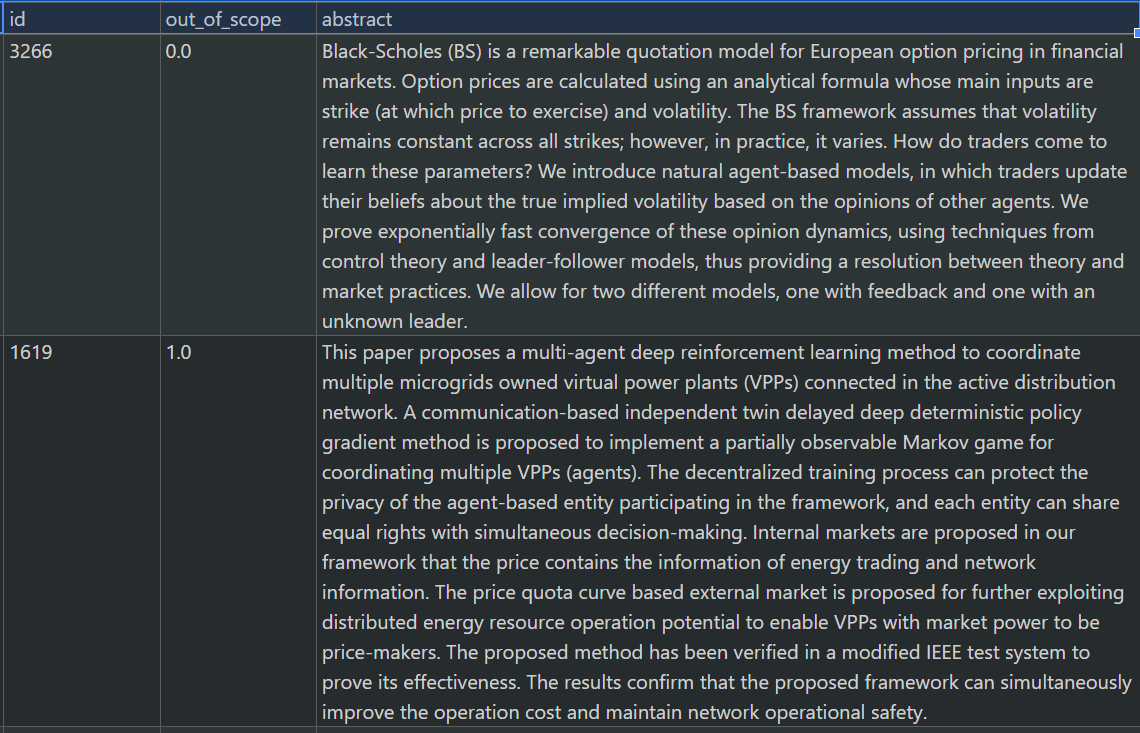 id out_of_scope abstract
3266 0.0 Black-Scholes (BS) is a remarkable quotation model for European option pricing in financial
markets. Option prices are calculated using an analytical formula whose main inputs are
strike (at which price to exercise) and volatility. The BS framework assumes that volatility
remains constant across all strikes; however, in practice, it varies. How do traders come to
learn these parameters? We introduce natural agent-based models, in which traders update
their beliefs about the true implied volatility based on the opinions of other agents. We
prove exponentially fast convergence of these opinion dynamics, using techniques from
control theory and leader-follower models, thus providing a resolution between theory and
market practices. We allow for two different models, one with feedback and one with an
unknown leader.
1619 1.0 This paper proposes a multi-agent deep reinforcement learning method to coordinate
multiple microgrids owned virtual power plants (VPPs) connected in the active distribution
network. A communication-based independent twin delayed deep deterministic policy
gradient method is proposed to implement a partially observable Markov game for
coordinating multiple VPPs (agents). The decentralized training process can protect the
privacy of the agent-based entity participating in the framework, and each entity can share
equal rights with simultaneous decision-making. Internal markets are proposed in our
framework that the price contains the information of energy trading and network
information. The price quota curve based external market is proposed for further exploiting
distributed energy resource operation potential to enable VPPs with market power to be
price-makers. The proposed method has been verified in a modified IEEE test system to
prove its effectiveness. The results confirm that the proposed framework can simultaneously
improve the operation cost and maintain network operational safety.